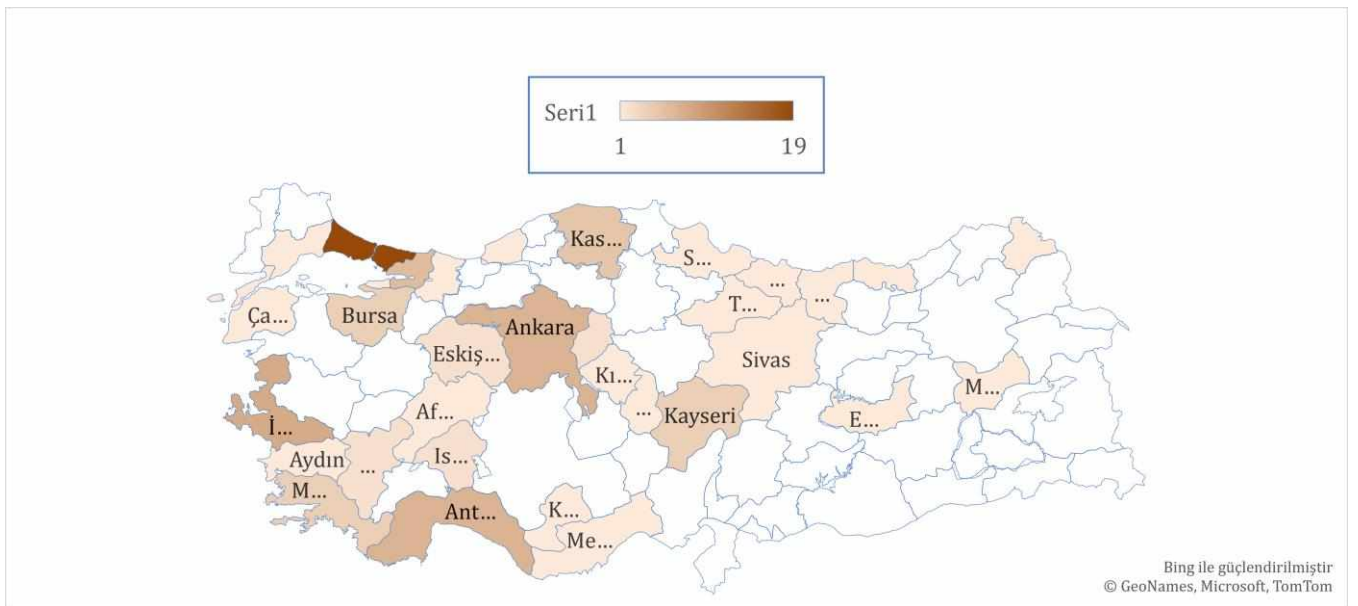 Seri1
1 19
Kas...
S...
...
...
T...
Ça...
Bursa
Ankara
Eskiş...
Sivas
Kı...
M...
Af...
...
Kayseri
E...
İ...
Aydın
...
Is...
M...
Ant...
K...
Me...
Bing ile güçlendirilmiştir
© GeoNames, Microsoft, TomTom